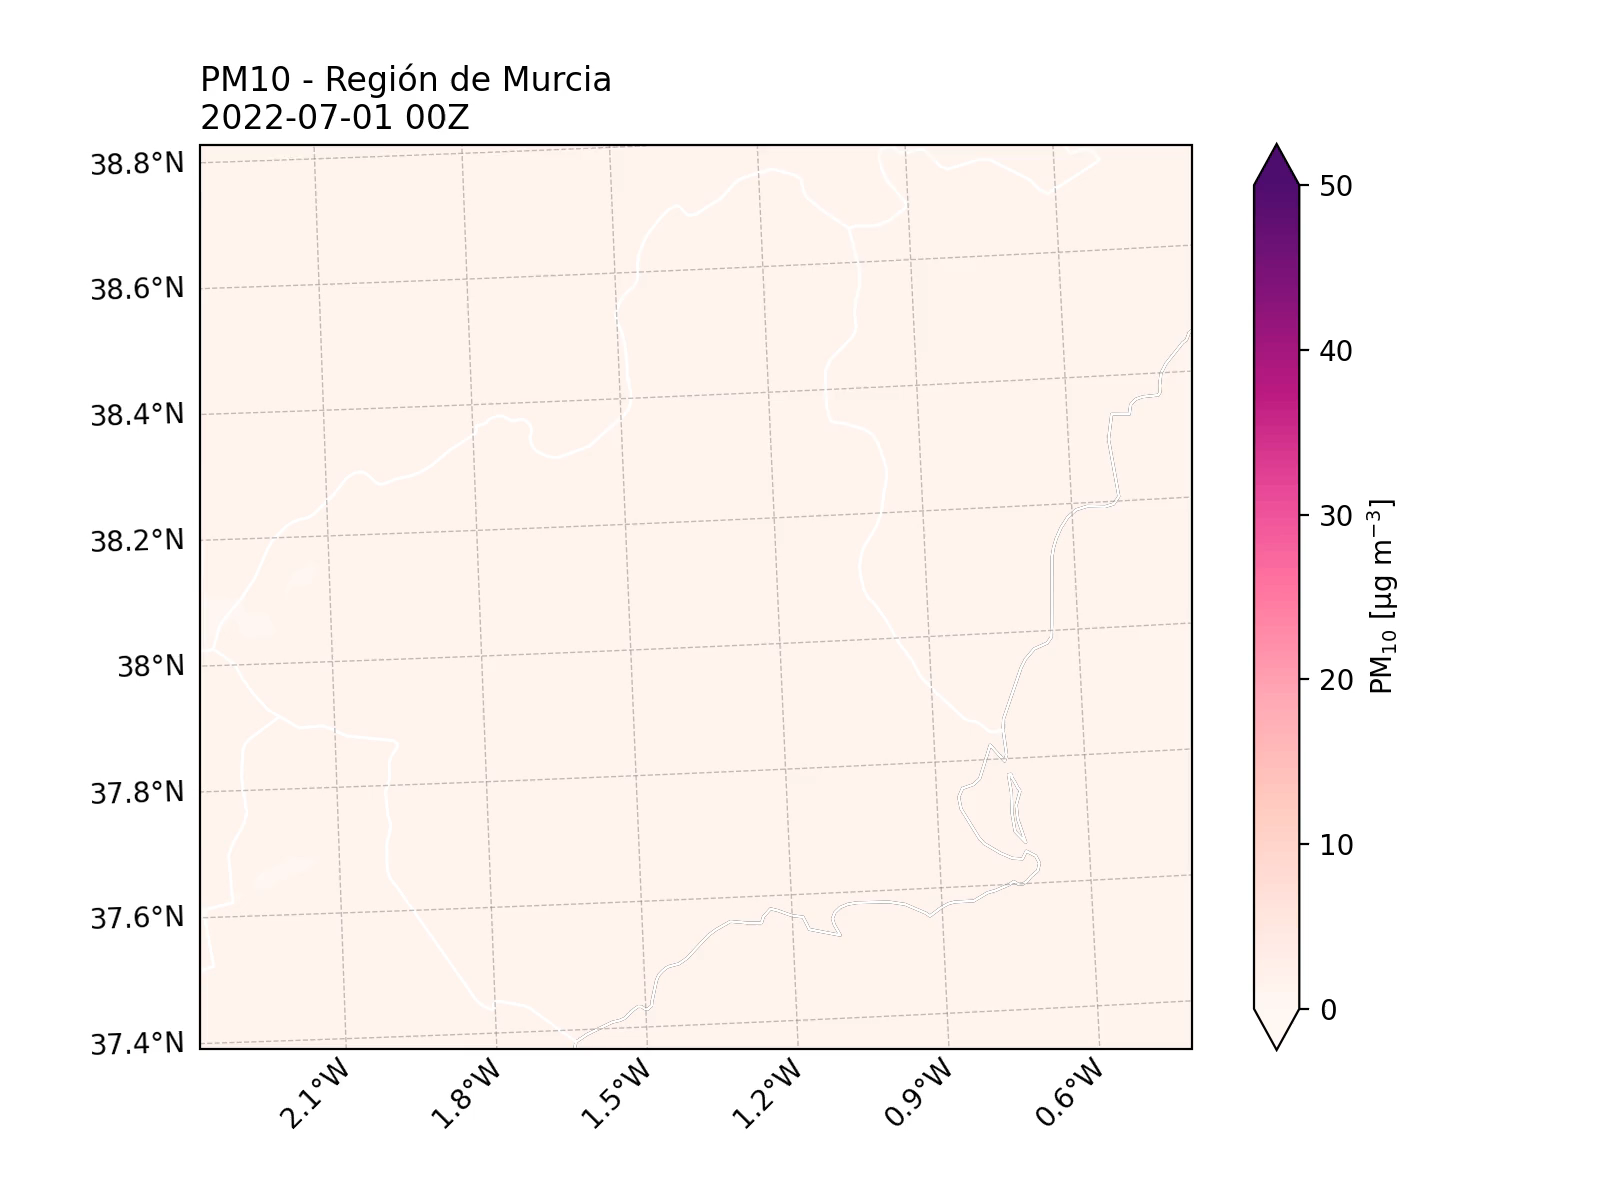 PM10 - Región de Murcia
2022-07-01 00Z
38.8°N
38.6°N
38.4°N
38.2°N
38°N
37.8°N
37.6°N
37.4°N
2.1°W
1.8°W
1.5°W
1.2°W
0.9°W
0.6°W
50
40
30
20
10
0
PM₁₀ [µg m⁻³]